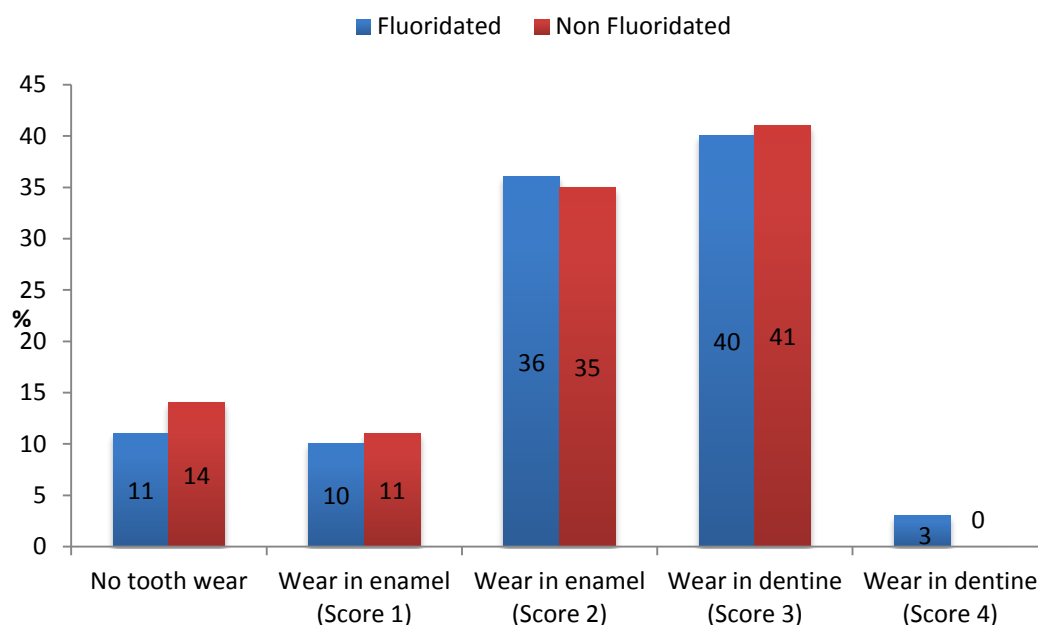 Fluoridated Non Fluoridated
45
40
35
30
25
%
20
15
10
5
0
11 14 10 11 36 35 40 41 3 0
No tooth wear Wear in enamel Wear in enamel Wear in dentine Wear in dentine
(Score 1) (Score 2) (Score 3) (Score 4)